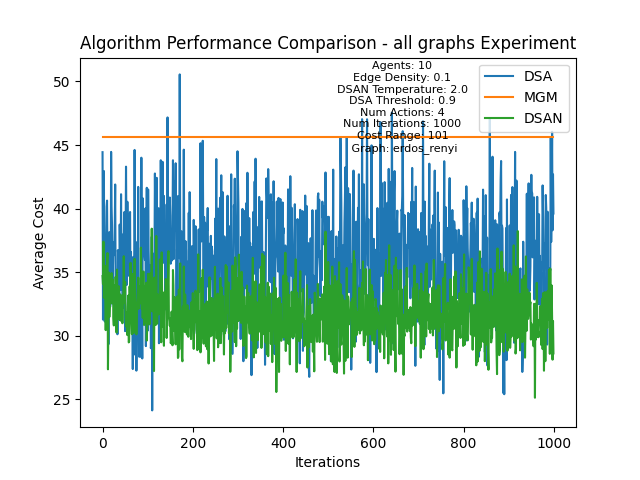 Algorithm Performance Comparison - all graphs Experiment
Agents: 10
Edge Density: 0.1
DSAN Temperature: 2.0
DSA Threshold: 0.9
Num Actions: 4
Num Iterations: 1000
Cost Range: 101
Graph: erdos_renyi
DSA
MGM
DSAN
50
45
40
35
30
25
Average Cost
0
200
400
600
800
1000
Iterations